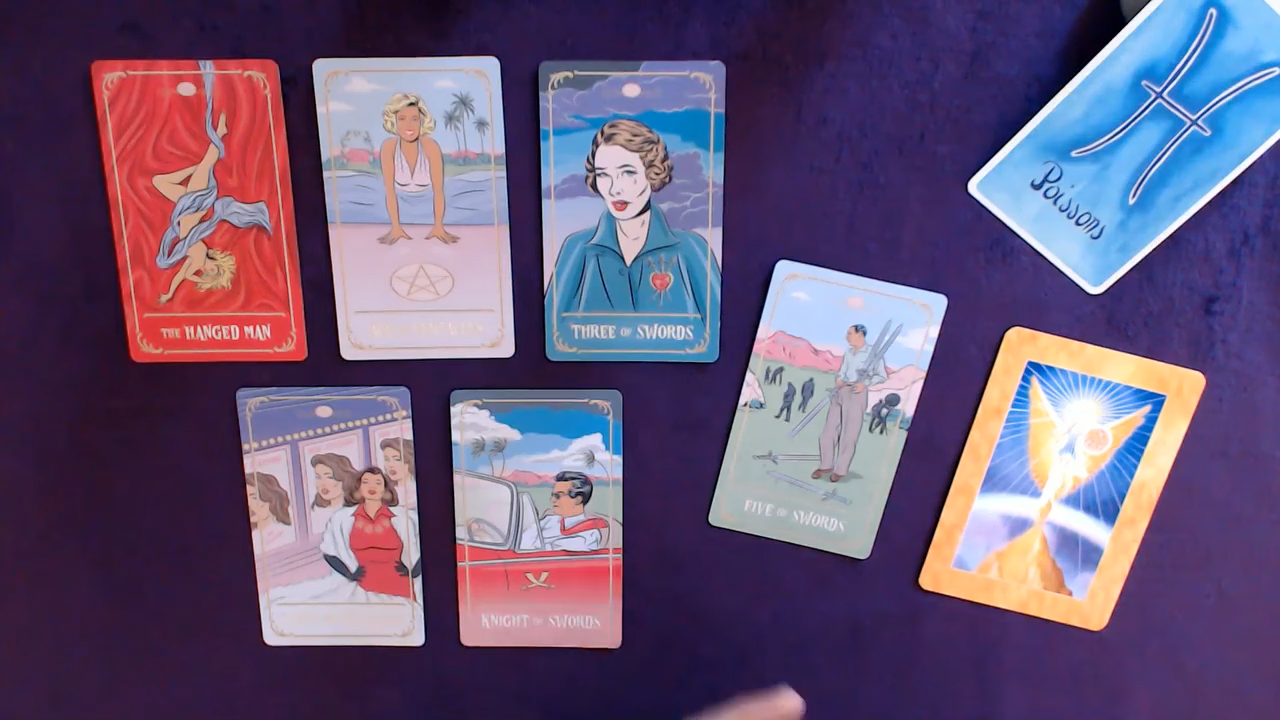 THE HANGED MAN
THREE OF SWORDS
Poissons
FIVE OF SWORDS
KNIGHT OF SWORDS